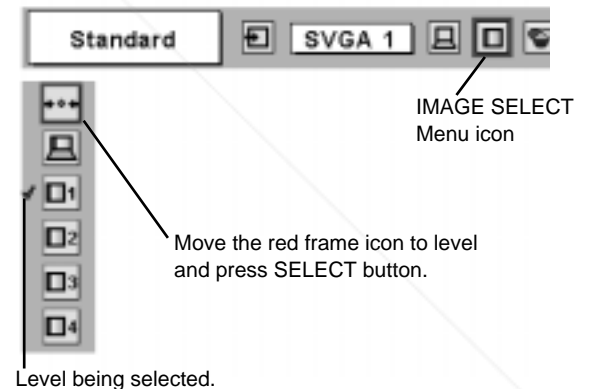 Standard
SVGA 1
IMAGE SELECT
Menu icon
1
2
3
4
Move the red frame icon to level
and press SELECT button.
Level being selected.